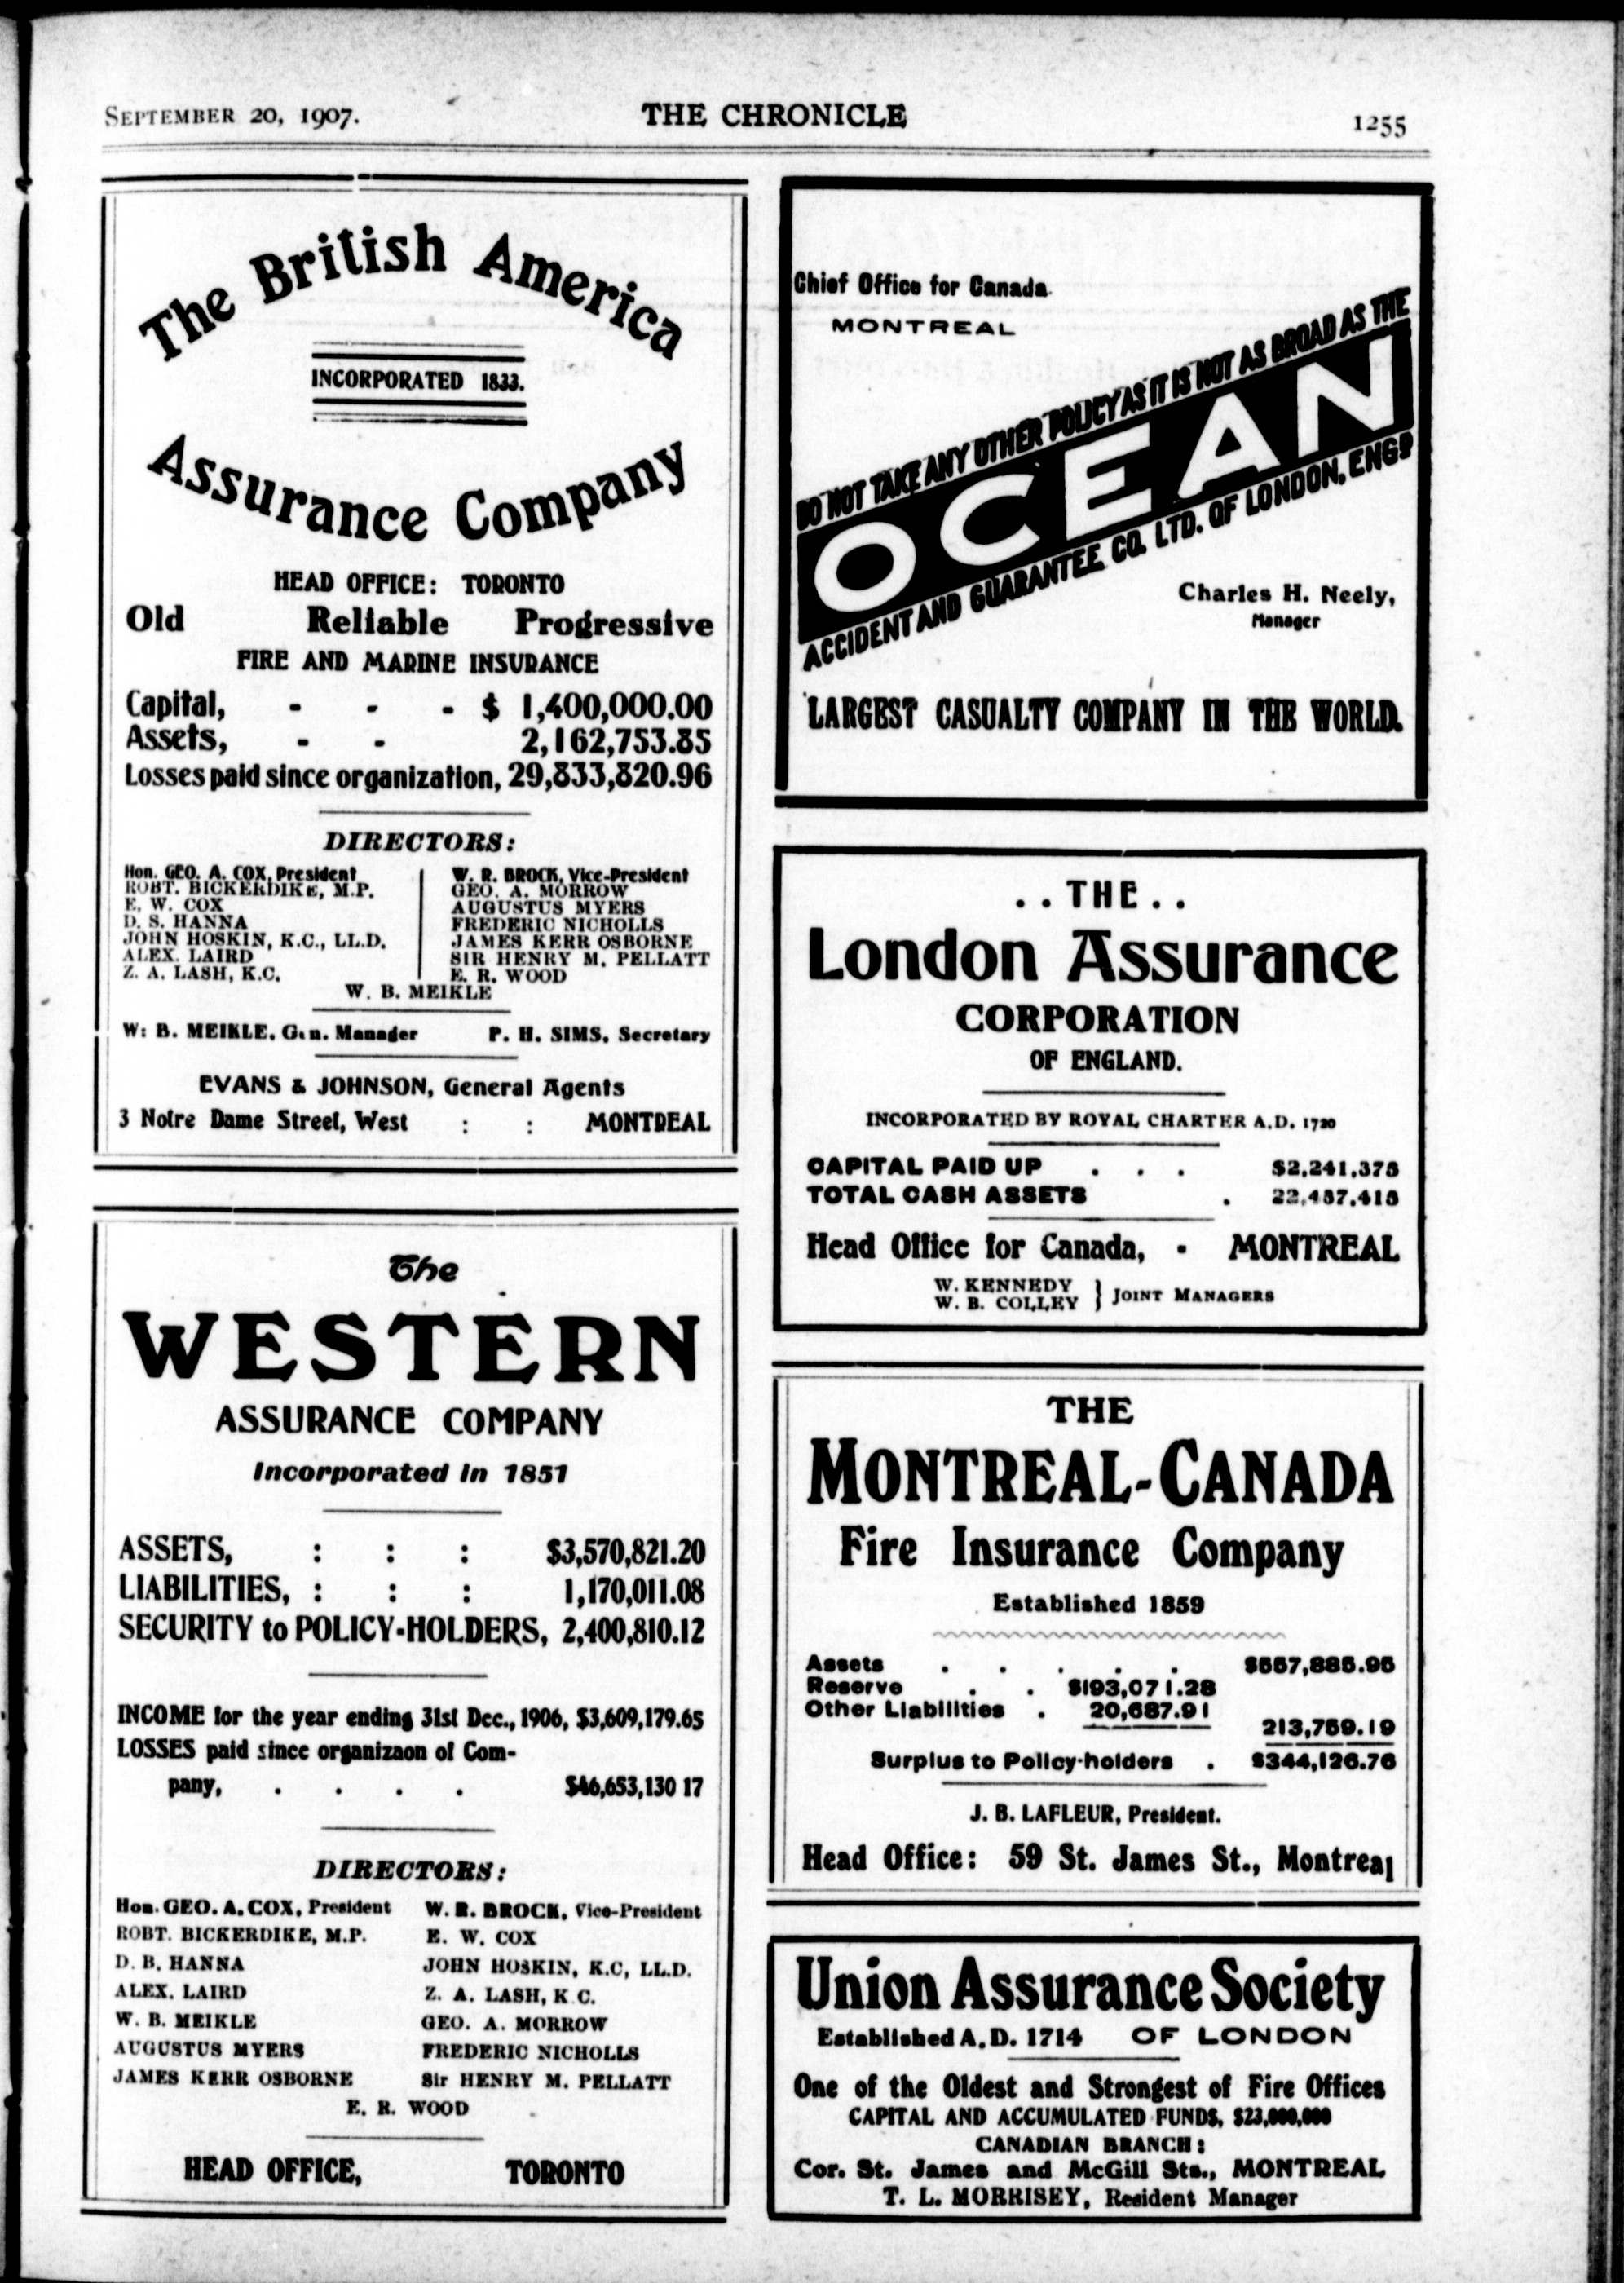 SEPTEMBER 20, 1907.
THE CHRONICLE
1255
The British America
INCORPORATED 1833.
Assurance Company
HEAD OFFICE: TORONTO
Old Reliable Progressive
FIRE AND MARINE INSURANCE
Capital, - - - $ 1,400,000.00
Assets, - - 2,162,753.85
Losses paid since organization, 29,833,820.96
DIRECTORS:
Hon. GEO. A. COX, President
ROBT. BICKERDIKE, M.P.
E. W. COX
D. S. HANNA
JOHN HOSKIN, K.C., LL.D.
ALEX. LAIRD
Z. A. LASH, K.C.
W. R. BROCK, Vice-President
GEO. A. MORROW
AUGUSTUS MYERS
FREDERIC NICHOLLS
JAMES KERR OSBORNE
SIR HENRY M. PELLATT
E. R. WOOD
W. B. MEIKLE
W. B. MEIKLE, Gen. Manager P. H. SIMS, Secretary
EVANS & JOHNSON, General Agents
3 Notre Dame Street, West : : MONTREAL
The
WESTERN
ASSURANCE COMPANY
Incorporated in 1851
ASSETS, : : : $3,570,821.20
LIABILITIES, : : : 1,170,011.08
SECURITY to POLICY-HOLDERS, 2,400,810.12
INCOME for the year ending 31st Dec., 1906, $3,609,179.65
LOSSES paid since organizaon of Com-
pany, . . . . $46,653,130 17
DIRECTORS:
Hon. GEO. A. COX, President W. R. BROCK, Vice-President
ROBT. BICKERDIKE, M.P. E. W. COX
D. B. HANNA JOHN HOSKIN, K.C, LL.D.
ALEX. LAIRD Z. A. LASH, K C.
W. B. MEIKLE GEO. A. MORROW
AUGUSTUS MYERS FREDERIC NICHOLLS
JAMES KERR OSBORNE Sir HENRY M. PELLATT
E. R. WOOD
HEAD OFFICE, TORONTO
Chief Office for Canada
MONTREAL
DO NOT TAKE ANY OTHER POLICY AS IT IS NOT AS BROAD AS THE
OCEAN
ACCIDENT AND GUARANTEE CO. LTD. OF LONDON, ENGD
Charles H. Neely,
Manager
LARGEST CASUALTY COMPANY IN THE WORLD.
..THE..
London Assurance
CORPORATION
OF ENGLAND.
INCORPORATED BY ROYAL CHARTER A.D. 1720
CAPITAL PAID UP . . . $2,241,375
TOTAL CASH ASSETS . 22,457,415
Head Office for Canada, - MONTREAL
W. KENNEDY
W. B. COLLEY } JOINT MANAGERS
THE
MONTREAL-CANADA
Fire Insurance Company
Established 1859
Assets . . . . . $557,885.95
Reserve . . $193,071.28
Other Liabilities . 20,687.91
213,759.19
Surplus to Policy-holders . $344,126.76
J. B. LAFLEUR, President.
Head Office: 59 St. James St., Montreal
Union Assurance Society
Established A.D. 1714 OF LONDON
One of the Oldest and Strongest of Fire Offices
CAPITAL AND ACCUMULATED FUNDS, $23,000,000
CANADIAN BRANCH:
Cor. St. James and McGill Sts., MONTREAL
T. L. MORRISEY, Resident Manager